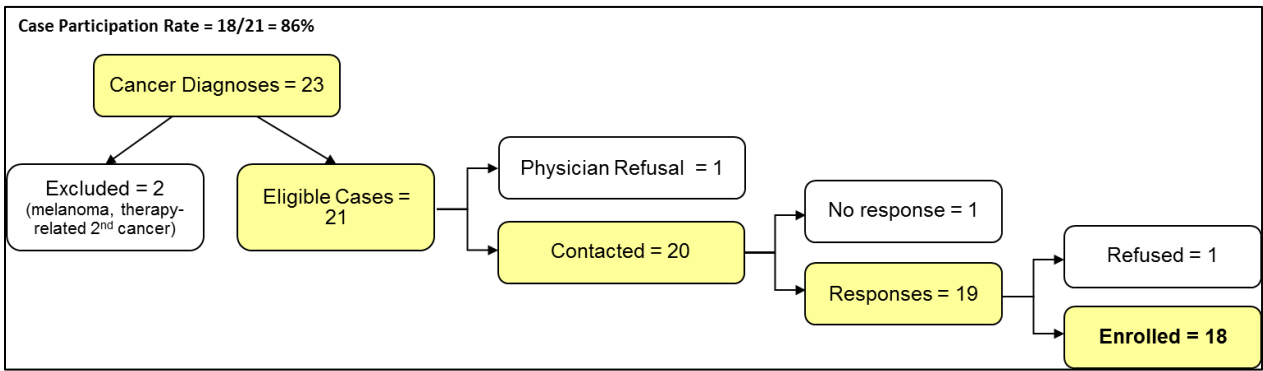 Case Participation Rate = 18/21 = 86%
Cancer Diagnoses = 23
Excluded = 2
(melanoma, therapy-
related 2nd cancer)
Eligible Cases =
21
Physician Refusal = 1
Contacted = 20
No response = 1
Responses = 19
Refused = 1
Enrolled = 18